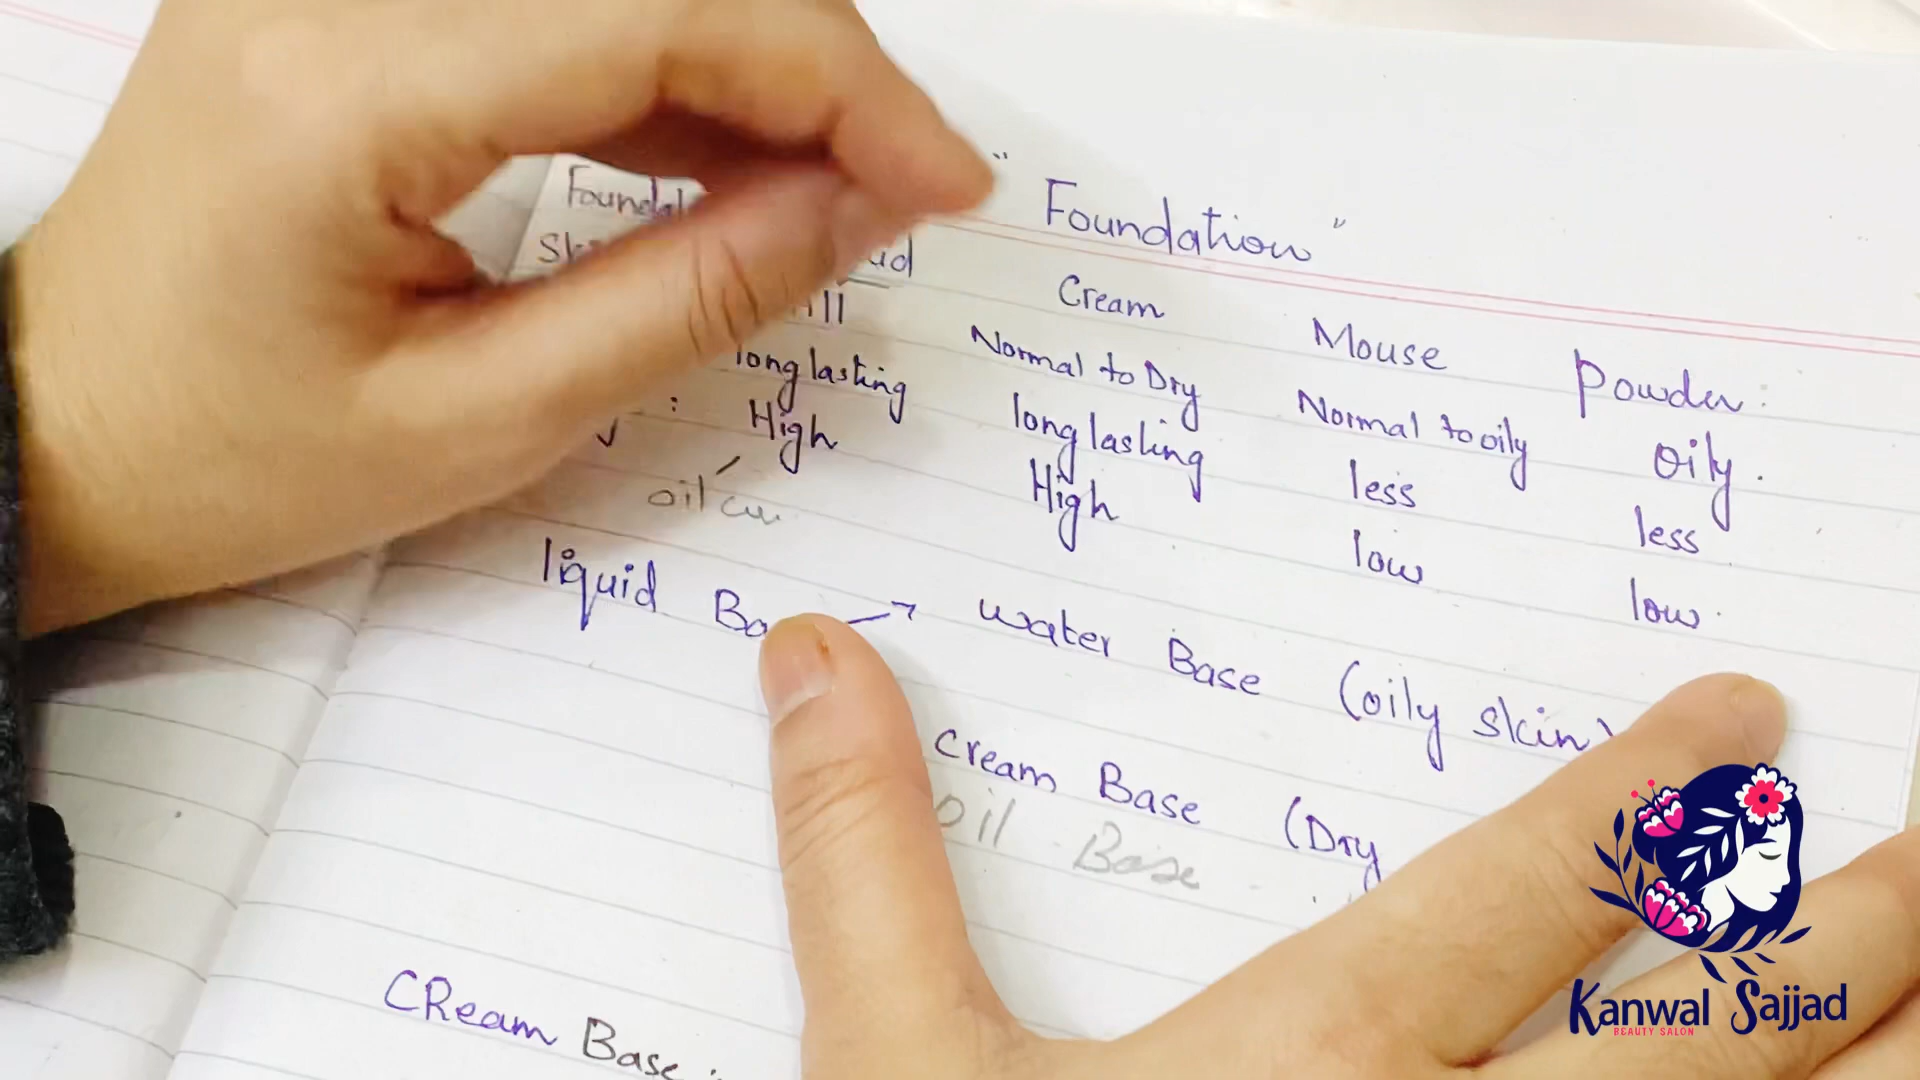 " Foundation "
Cream Mouse Powder:
Normal to Dry Normal to oily oily.
long lasting long lasting less less
High High low low.
oil
liquid → water Base (oily skin)
cream Base (Dry
oil Base
CReam Base
Kanwal Sajjad
BEAUTY SALON